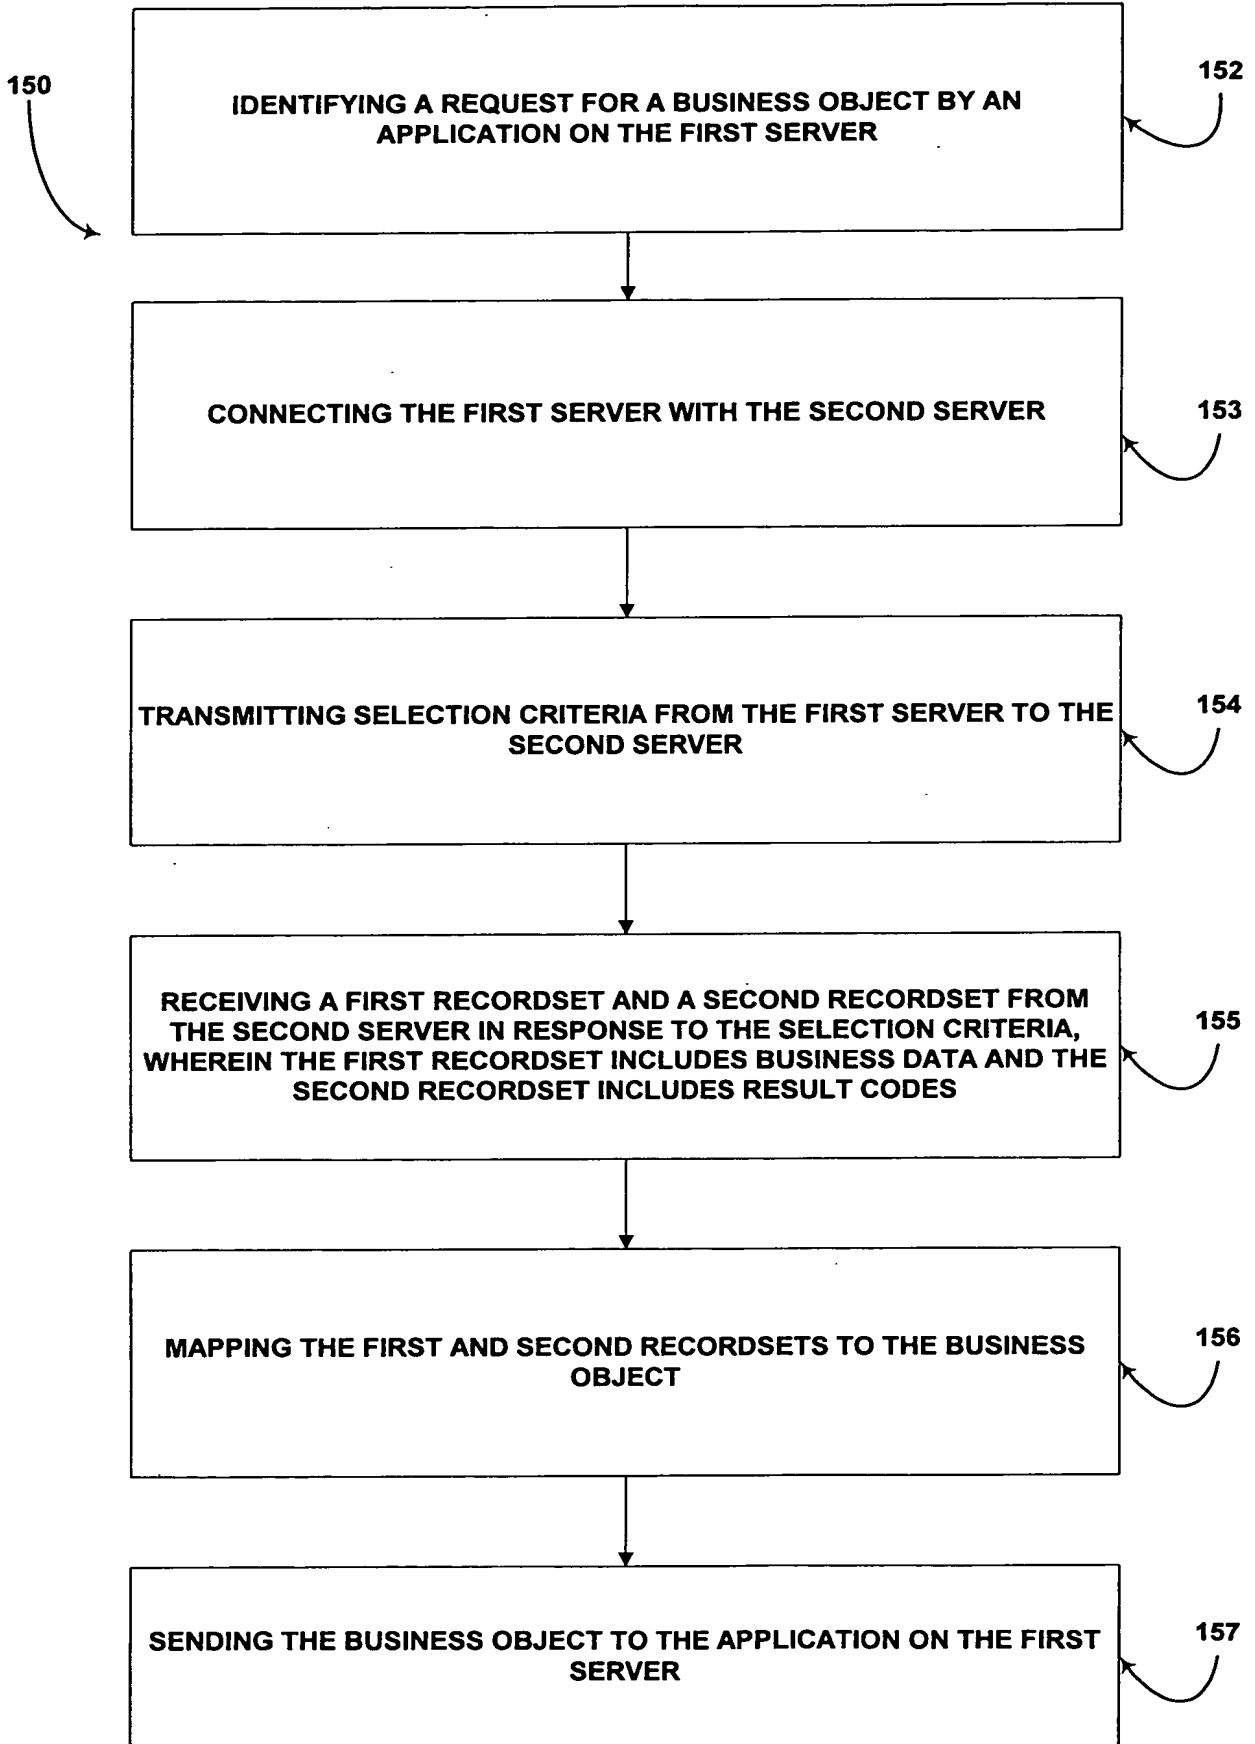 150
152
IDENTIFYING A REQUEST FOR A BUSINESS OBJECT BY AN
APPLICATION ON THE FIRST SERVER
153
CONNECTING THE FIRST SERVER WITH THE SECOND SERVER
154
TRANSMITTING SELECTION CRITERIA FROM THE FIRST SERVER TO THE
SECOND SERVER
155
RECEIVING A FIRST RECORDSET AND A SECOND RECORDSET FROM
THE SECOND SERVER IN RESPONSE TO THE SELECTION CRITERIA,
WHEREIN THE FIRST RECORDSET INCLUDES BUSINESS DATA AND THE
SECOND RECORDSET INCLUDES RESULT CODES
156
MAPPING THE FIRST AND SECOND RECORDSETS TO THE BUSINESS
OBJECT
157
SENDING THE BUSINESS OBJECT TO THE APPLICATION ON THE FIRST
SERVER